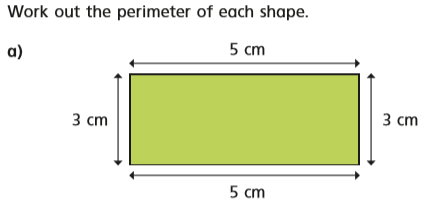 Work out the perimeter of each shape.
a)
5 cm
3 cm
3 cm
5 cm